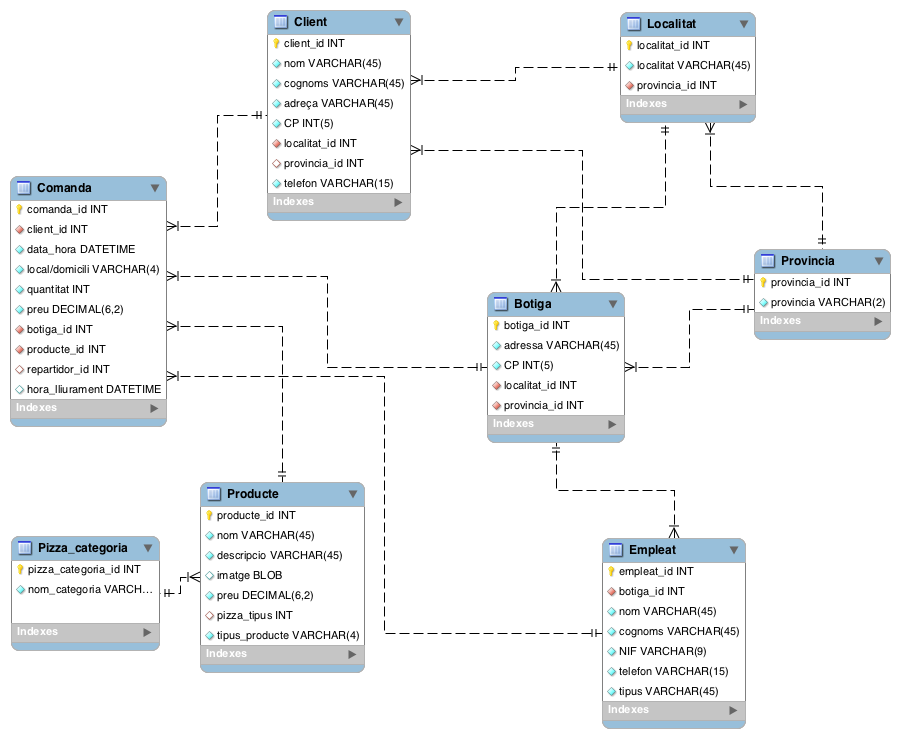 Client
client_id INT
nom VARCHAR(45)
cognoms VARCHAR(45)
adreça VARCHAR(45)
CP INT(5)
localitat_id INT
provincia_id INT
telefon VARCHAR(15)
Indexes
Localitat
localitat_id INT
localitat VARCHAR(45)
provincia_id INT
Indexes
Comanda
comanda_id INT
client_id INT
data_hora DATETIME
local/domicili VARCHAR(4)
quantitat INT
preu DECIMAL(6,2)
botiga_id INT
producte_id INT
repartidor_id INT
hora_lliurament DATETIME
Indexes
Provincia
provincia_id INT
provincia VARCHAR(2)
Indexes
Botiga
botiga_id INT
adressa VARCHAR(45)
CP INT(5)
localitat_id INT
provincia_id INT
Indexes
Producte
producte_id INT
nom VARCHAR(45)
descripcio VARCHAR(45)
imatge BLOB
preu DECIMAL(6,2)
pizza_tipus INT
tipus_producte VARCHAR(4)
Indexes
Pizza_categoria
pizza_categoria_id INT
nom_categoria VARCH...
Indexes
Empleat
empleat_id INT
botiga_id INT
nom VARCHAR(45)
cognoms VARCHAR(45)
NIF VARCHAR(9)
telefon VARCHAR(15)
tipus VARCHAR(45)
Indexes